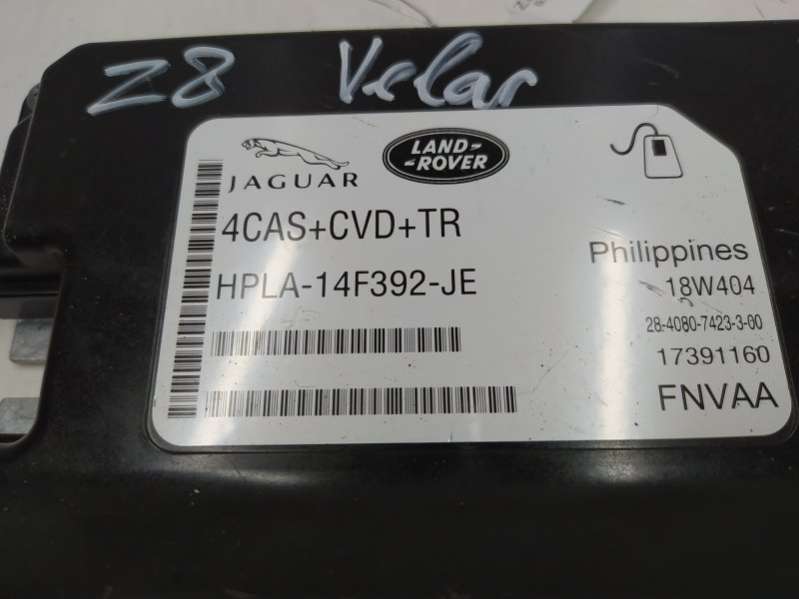 Z8 Velar
JAGUAR
LAND-
ROVER
4CAS+CVD+TR
HPLA-14F392-JE
Philippines
18W404
28-4080-7423-3-00
17391160
FNVAA